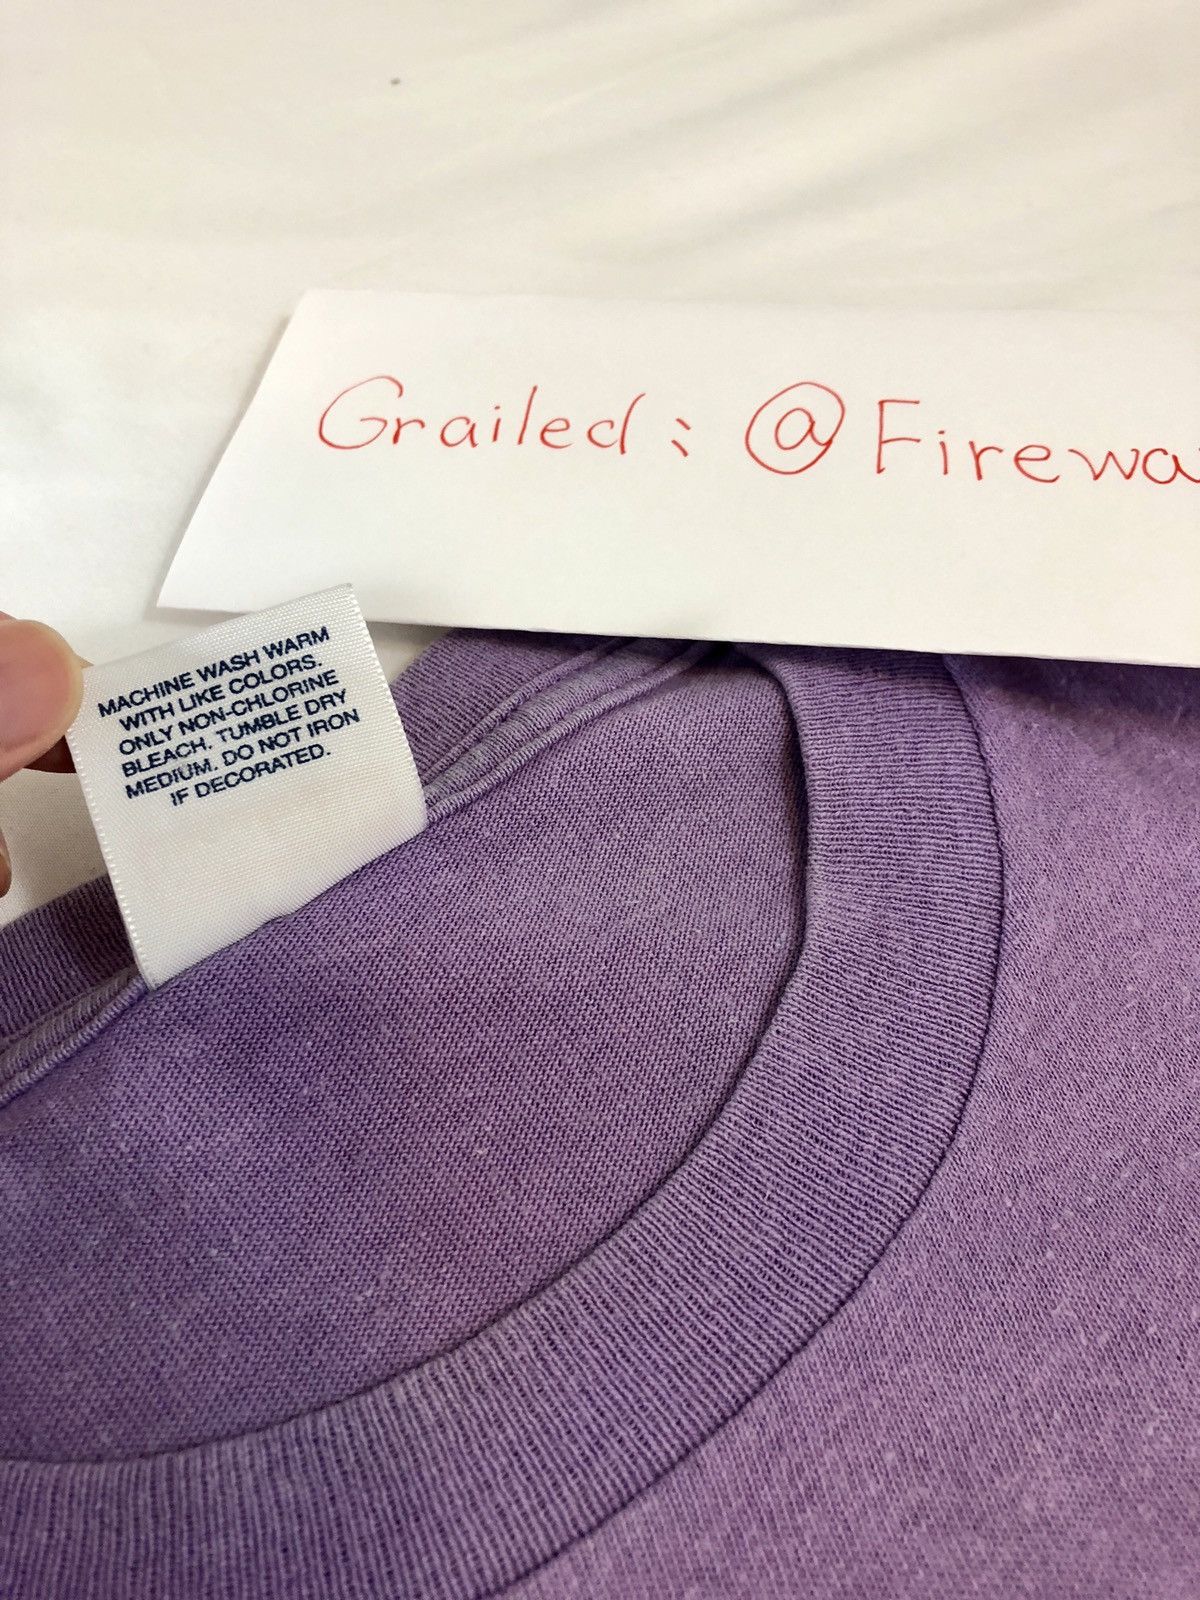 Grailed: @Firewa
MACHINE WASH WARM
WITH LIKE COLORS.
ONLY NON-CHLORINE
BLEACH. TUMBLE DRY
MEDIUM. DO NOT IRON
IF DECORATED.